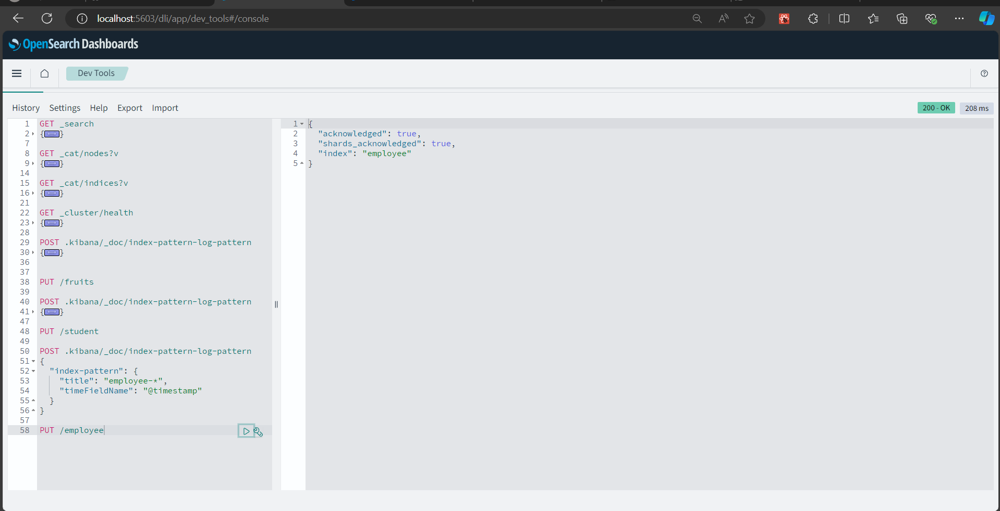 localhost:5603/dli/app/dev_tools#/console
OpenSearch Dashboards
Dev Tools
History Settings Help Export Import
200 - OK 208 ms
1 GET _search
2 {}
7
8 GET _cat/nodes?v
9 {}
14
15 GET _cat/indices?v
16 {}
21
22 GET _cluster/health
23 {}
28
29 POST .kibana/_doc/index-pattern-log-pattern
30 {}
36
37
38 PUT /fruits
39
40 POST .kibana/_doc/index-pattern-log-pattern
41 {}
47
48 PUT /student
49
50 POST .kibana/_doc/index-pattern-log-pattern
51 {
52 "index-pattern": {
53 "title": "employee-*",
54 "timeFieldName": "@timestamp"
55 }
56 }
57
58 PUT /employee
1 {
2 "acknowledged": true,
3 "shards_acknowledged": true,
4 "index": "employee"
5 }